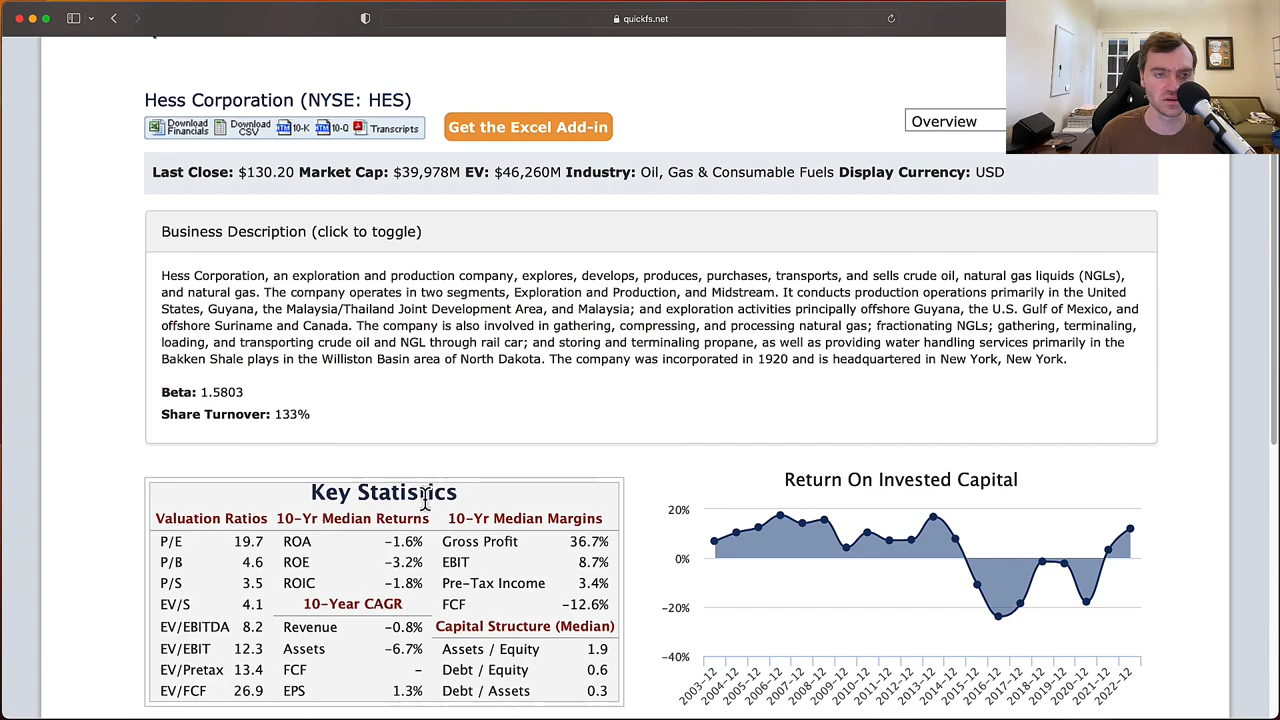 quickfs.net
Hess Corporation (NYSE: HES)
Download Financials Download CSV 10-K 10-Q Transcripts
Get the Excel Add-in
Overview
Last Close: $130.20 Market Cap: $39,978M EV: $46,260M Industry: Oil, Gas & Consumable Fuels Display Currency: USD
Business Description (click to toggle)
Hess Corporation, an exploration and production company, explores, develops, produces, purchases, transports, and sells crude oil, natural gas liquids (NGLs),
and natural gas. The company operates in two segments, Exploration and Production, and Midstream. It conducts production operations primarily in the United
States, Guyana, the Malaysia/Thailand Joint Development Area, and Malaysia; and exploration activities principally offshore Guyana, the U.S. Gulf of Mexico, and
offshore Suriname and Canada. The company is also involved in gathering, compressing, and processing natural gas; fractionating NGLs; gathering, terminaling,
loading, and transporting crude oil and NGL through rail car; and storing and terminaling propane, as well as providing water handling services primarily in the
Bakken Shale plays in the Williston Basin area of North Dakota. The company was incorporated in 1920 and is headquartered in New York, New York.
Beta: 1.5803
Share Turnover: 133%
Key Statistics
Valuation Ratios 10-Yr Median Returns 10-Yr Median Margins
P/E 19.7 ROA -1.6% Gross Profit 36.7%
P/B 4.6 ROE -3.2% EBIT 8.7%
P/S 3.5 ROIC -1.8% Pre-Tax Income 3.4%
EV/S 4.1 10-Year CAGR FCF -12.6%
EV/EBITDA 8.2 Revenue -0.8% Capital Structure (Median)
EV/EBIT 12.3 Assets -6.7% Assets / Equity 1.9
EV/Pretax 13.4 FCF - Debt / Equity 0.6
EV/FCF 26.9 EPS 1.3% Debt / Assets 0.3
Return On Invested Capital
20%
0%
-20%
-40%
2003-12 2004-12 2005-12 2006-12 2007-12 2008-12 2009-12 2010-12 2011-12 2012-12 2013-12 2014-12 2015-12 2016-12 2017-12 2018-12 2019-12 2020-12 2021-12 2022-12